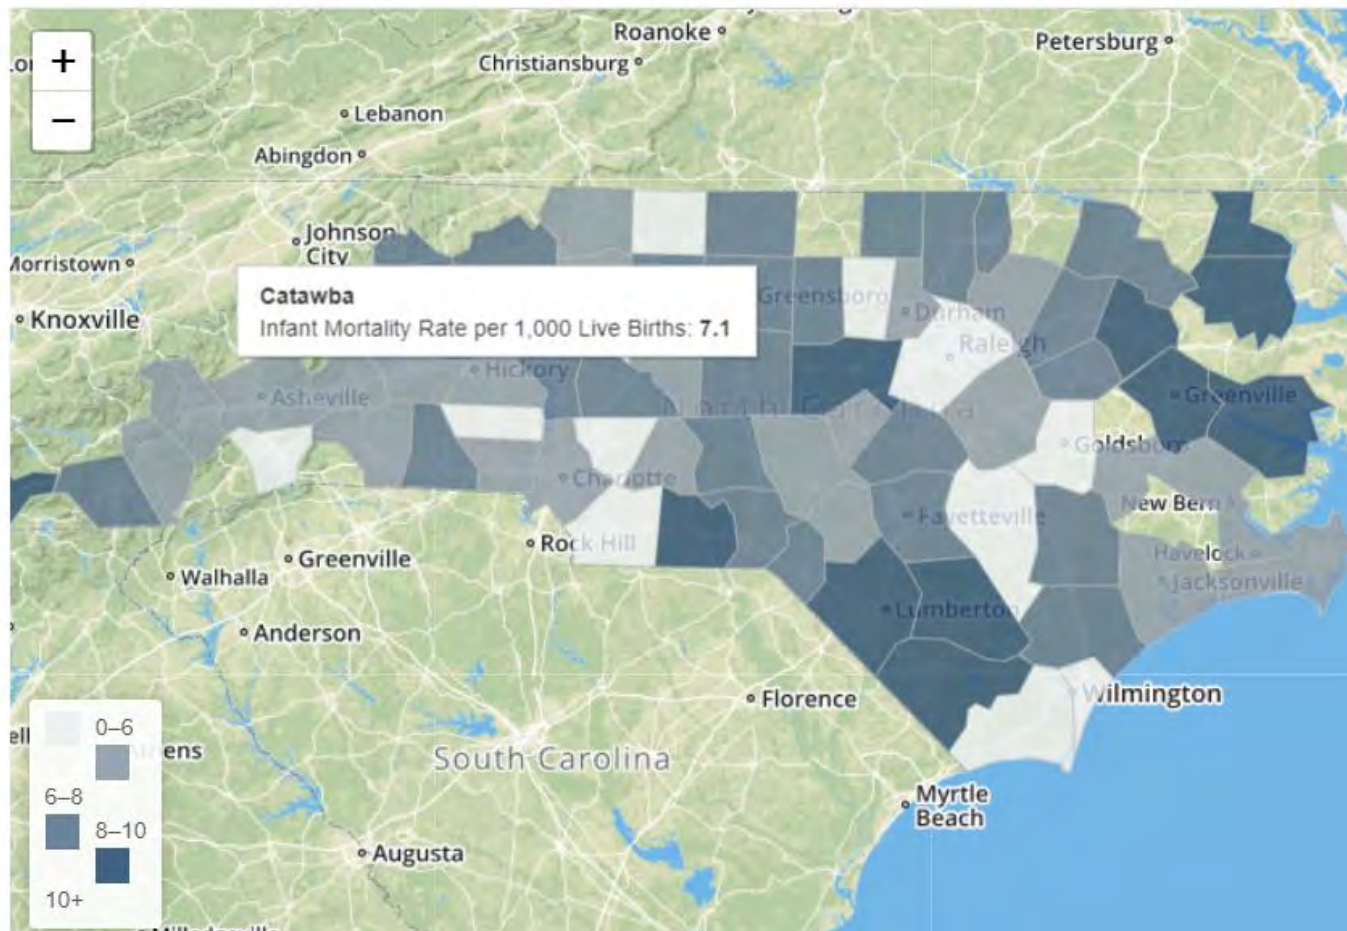 Roanoke
Petersburg
Christiansburg
Lebanon
Abingdon
+
−
Johnson
City
Morristown
Knoxville
Catawba
Infant Mortality Rate per 1,000 Live Births: 7.1
Greensboro
Durham
Raleigh
Hickory
Asheville
Greenville
North Carolina
Goldsboro
Charlotte
New Bern
Fayetteville
Rock Hill
Havelock
Greenville
Walhalla
Jacksonville
Lumberton
Anderson
Florence
Wilmington
South Carolina
Myrtle
Beach
Augusta
0–6
6–8
8–10
10+